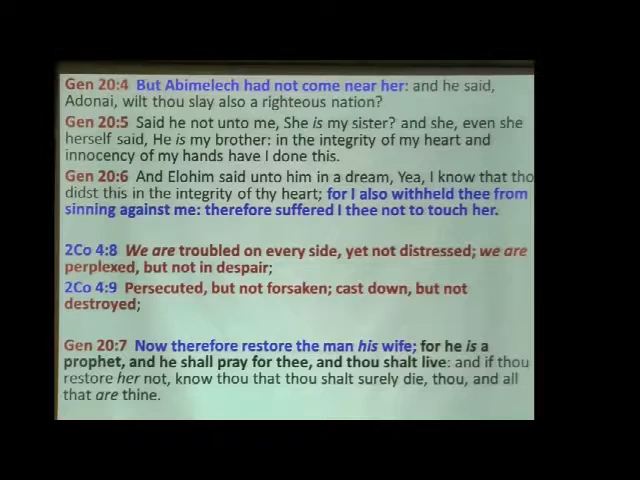 Gen 20:4 But Abimelech had not come near her: and he said,
Adonai, wilt thou slay also a righteous nation?
Gen 20:5 Said he not unto me, She is my sister? and she, even she
herself said, He is my brother: in the integrity of my heart and
innocency of my hands have I done this.
Gen 20:6 And Elohim said unto him in a dream, Yea, I know that tho
didst this in the integrity of thy heart; for I also withheld thee from
sinning against me: therefore suffered I thee not to touch her.
2Co 4:8 We are troubled on every side, yet not distressed; we are
perplexed, but not in despair;
2Co 4:9 Persecuted, but not forsaken; cast down, but not
destroyed;
Gen 20:7 Now therefore restore the man his wife; for he is a
prophet, and he shall pray for thee, and thou shalt live: and if thou
restore her not, know thou that thou shalt surely die, thou, and all
that are thine.